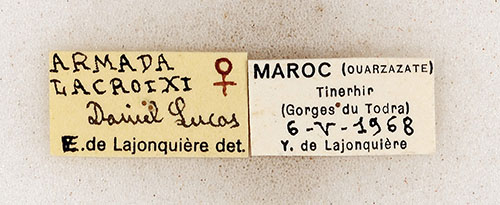 ARMADA ♀
LACROIXI
Daniel Lucas
E. de Lajonquière det.
MAROC (OUARZAZATE)
Tinerhir
(Gorges du Todra)
6-V-1968
Y. de Lajonquière